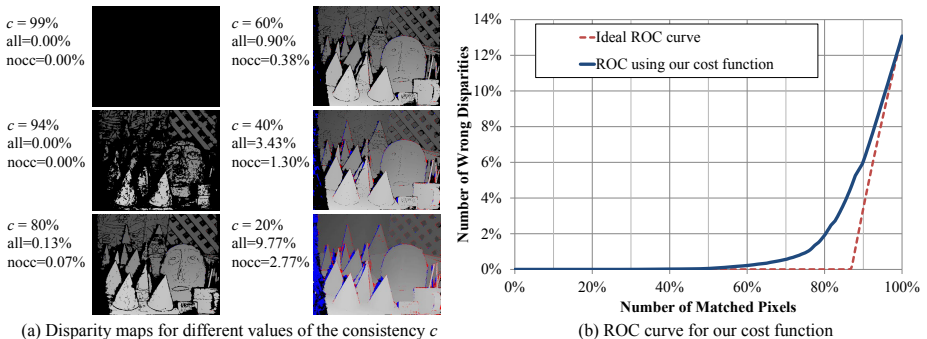 c = 99%
all=0.00%
nocc=0.00%
c = 94%
all=0.00%
nocc=0.00%
c = 80%
all=0.13%
nocc=0.07%
c = 60%
all=0.90%
nocc=0.38%
c = 40%
all=3.43%
nocc=1.30%
c = 20%
all=9.77%
nocc=2.77%
(a) Disparity maps for different values of the consistency c
14%
12%
10%
8%
6%
4%
2%
0%
Number of Wrong Disparities
Ideal ROC curve
ROC using our cost function
0% 20% 40% 60% 80% 100%
Number of Matched Pixels
(b) ROC curve for our cost function